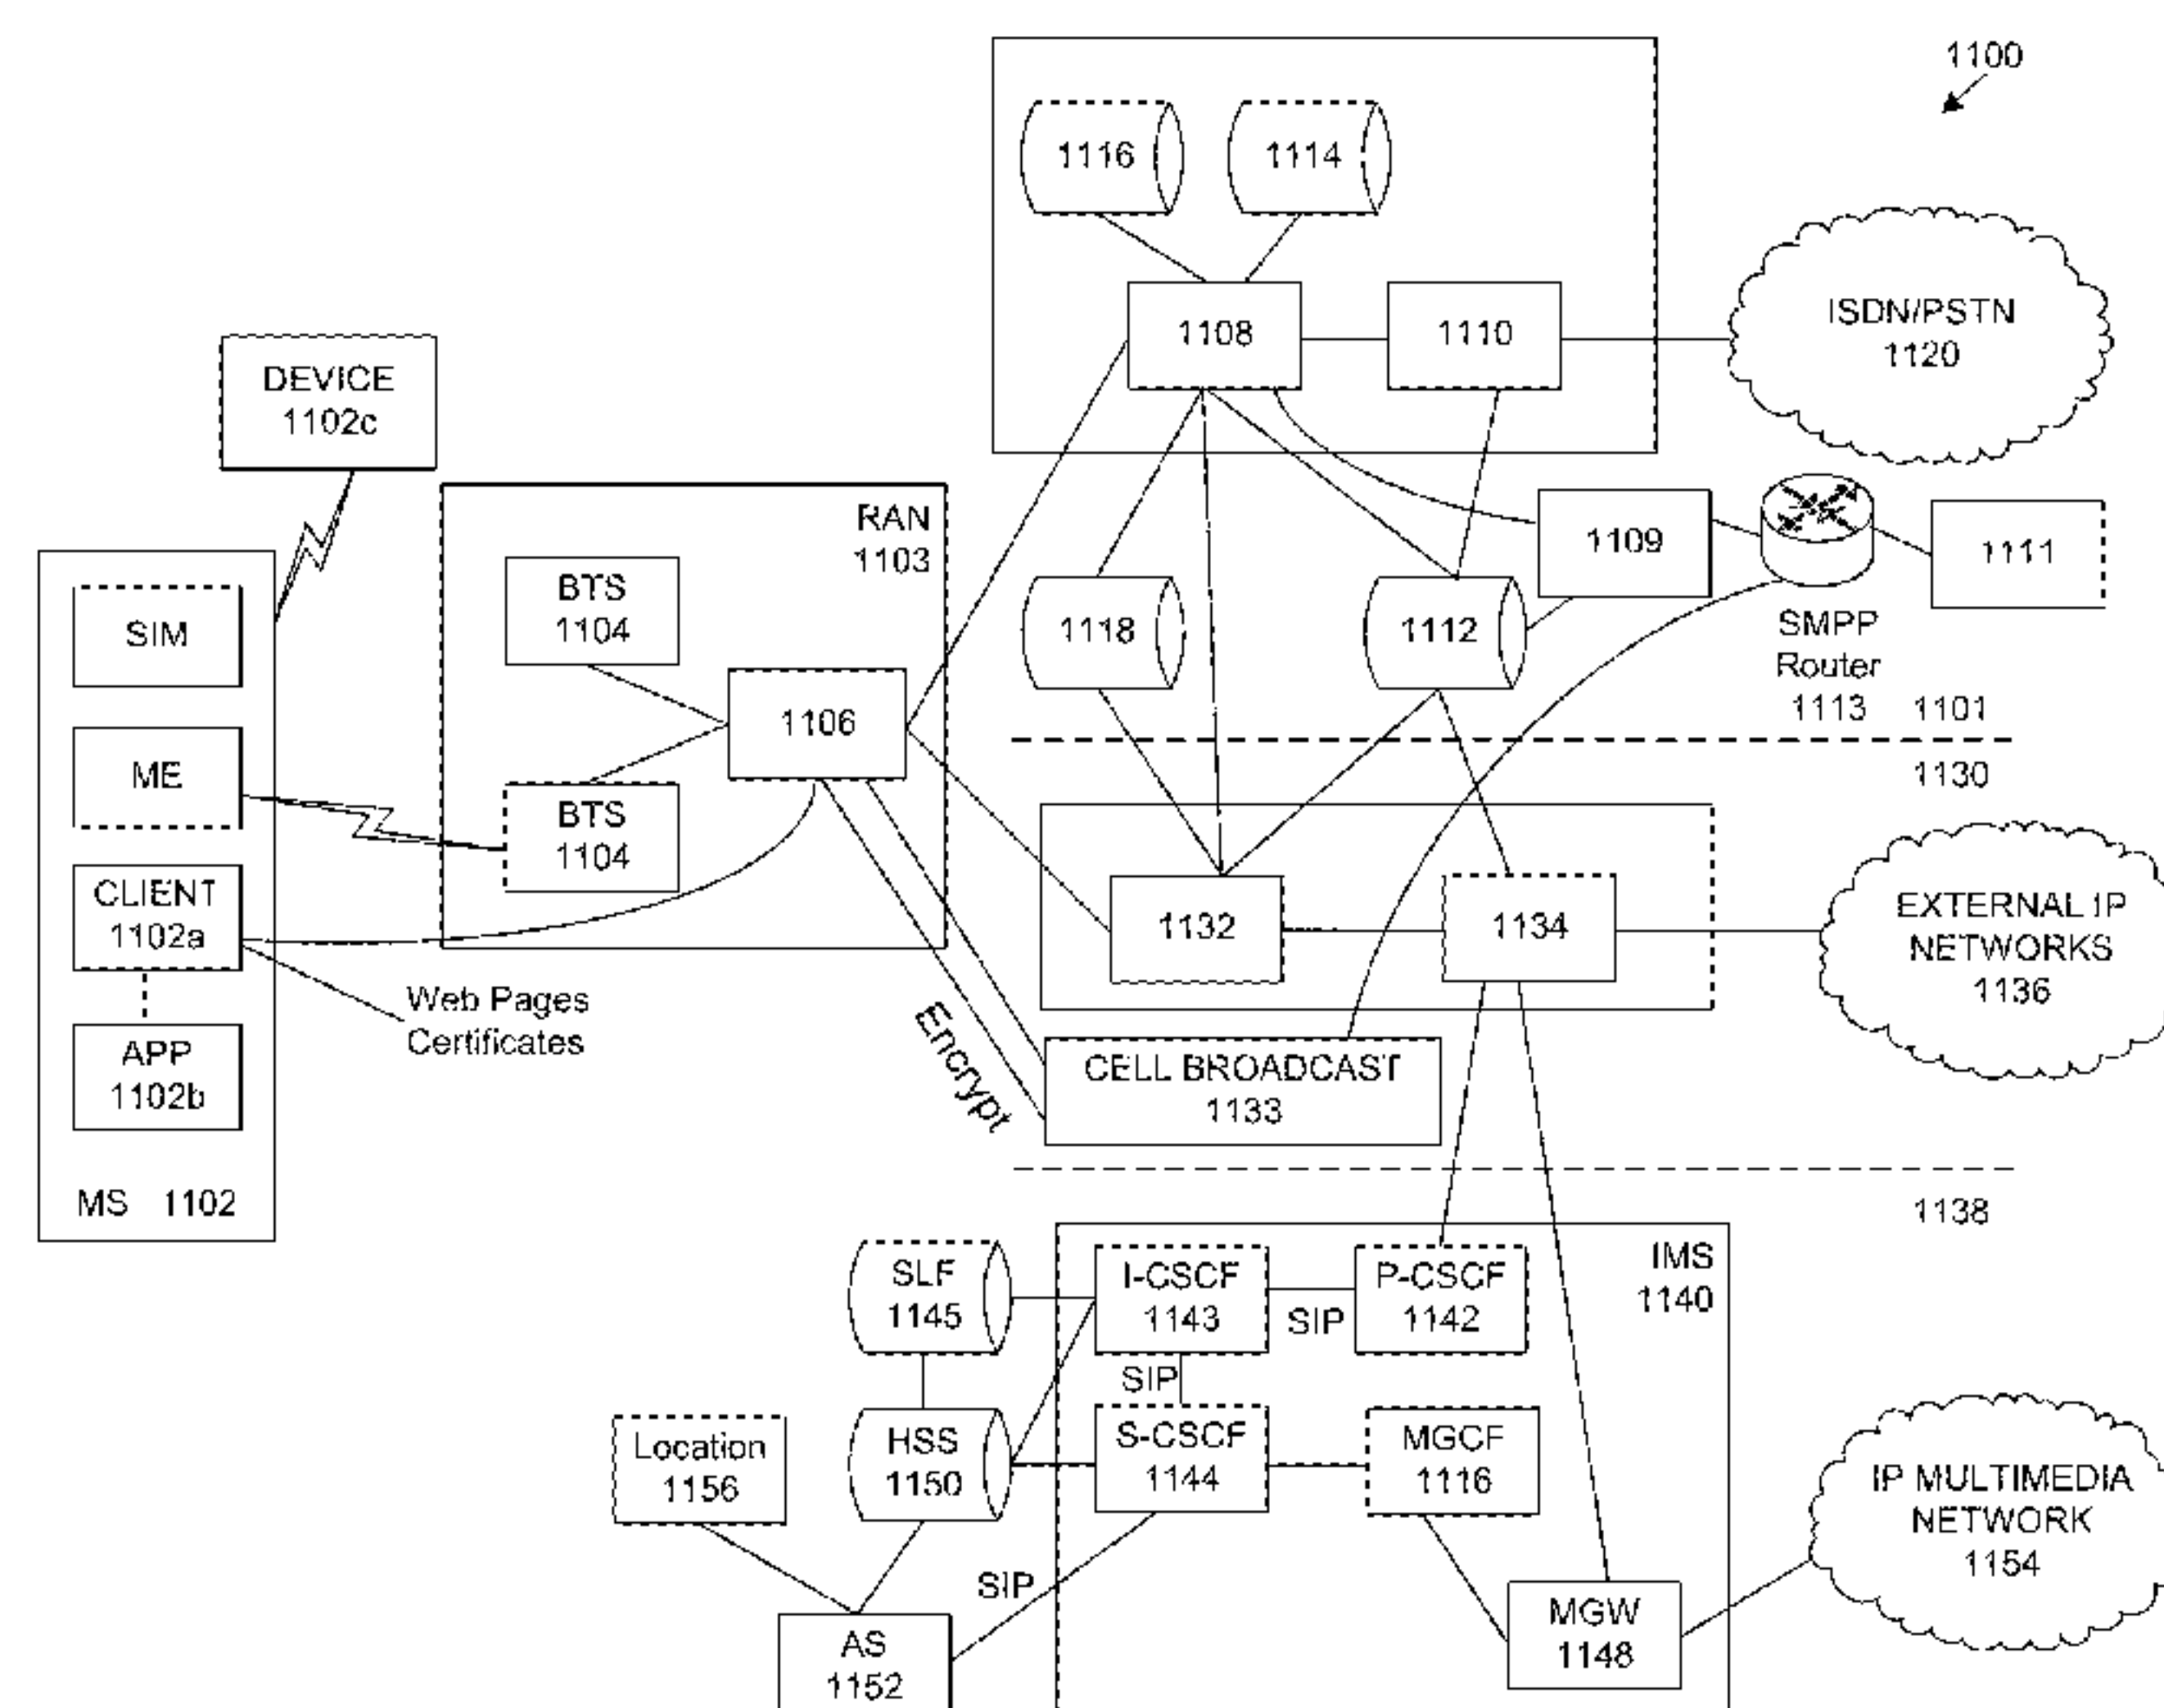 1100
1116
1114
1108
1110
ISDN/PSTN
1120
DEVICE
1102c
RAN
1103
BTS
1104
1109
1111
SIM
1118
1112
SMPP
Router
1113
1101
1106
ME
1130
BTS
1104
CLIENT
1102a
1132
1134
EXTERNAL IP
NETWORKS
1136
Web Pages
Certificates
Encrypt
APP
1102b
CELL BROADCAST
1133
MS 1102
1138
SLF
1145
I-CSCF
1143
SIP
P-CSCF
1142
IMS
1140
SIP
Location
1156
HSS
1150
S-CSCF
1144
MGCF
1116
IP MULTIMEDIA
NETWORK
1154
SIP
AS
1152
MGW
1148